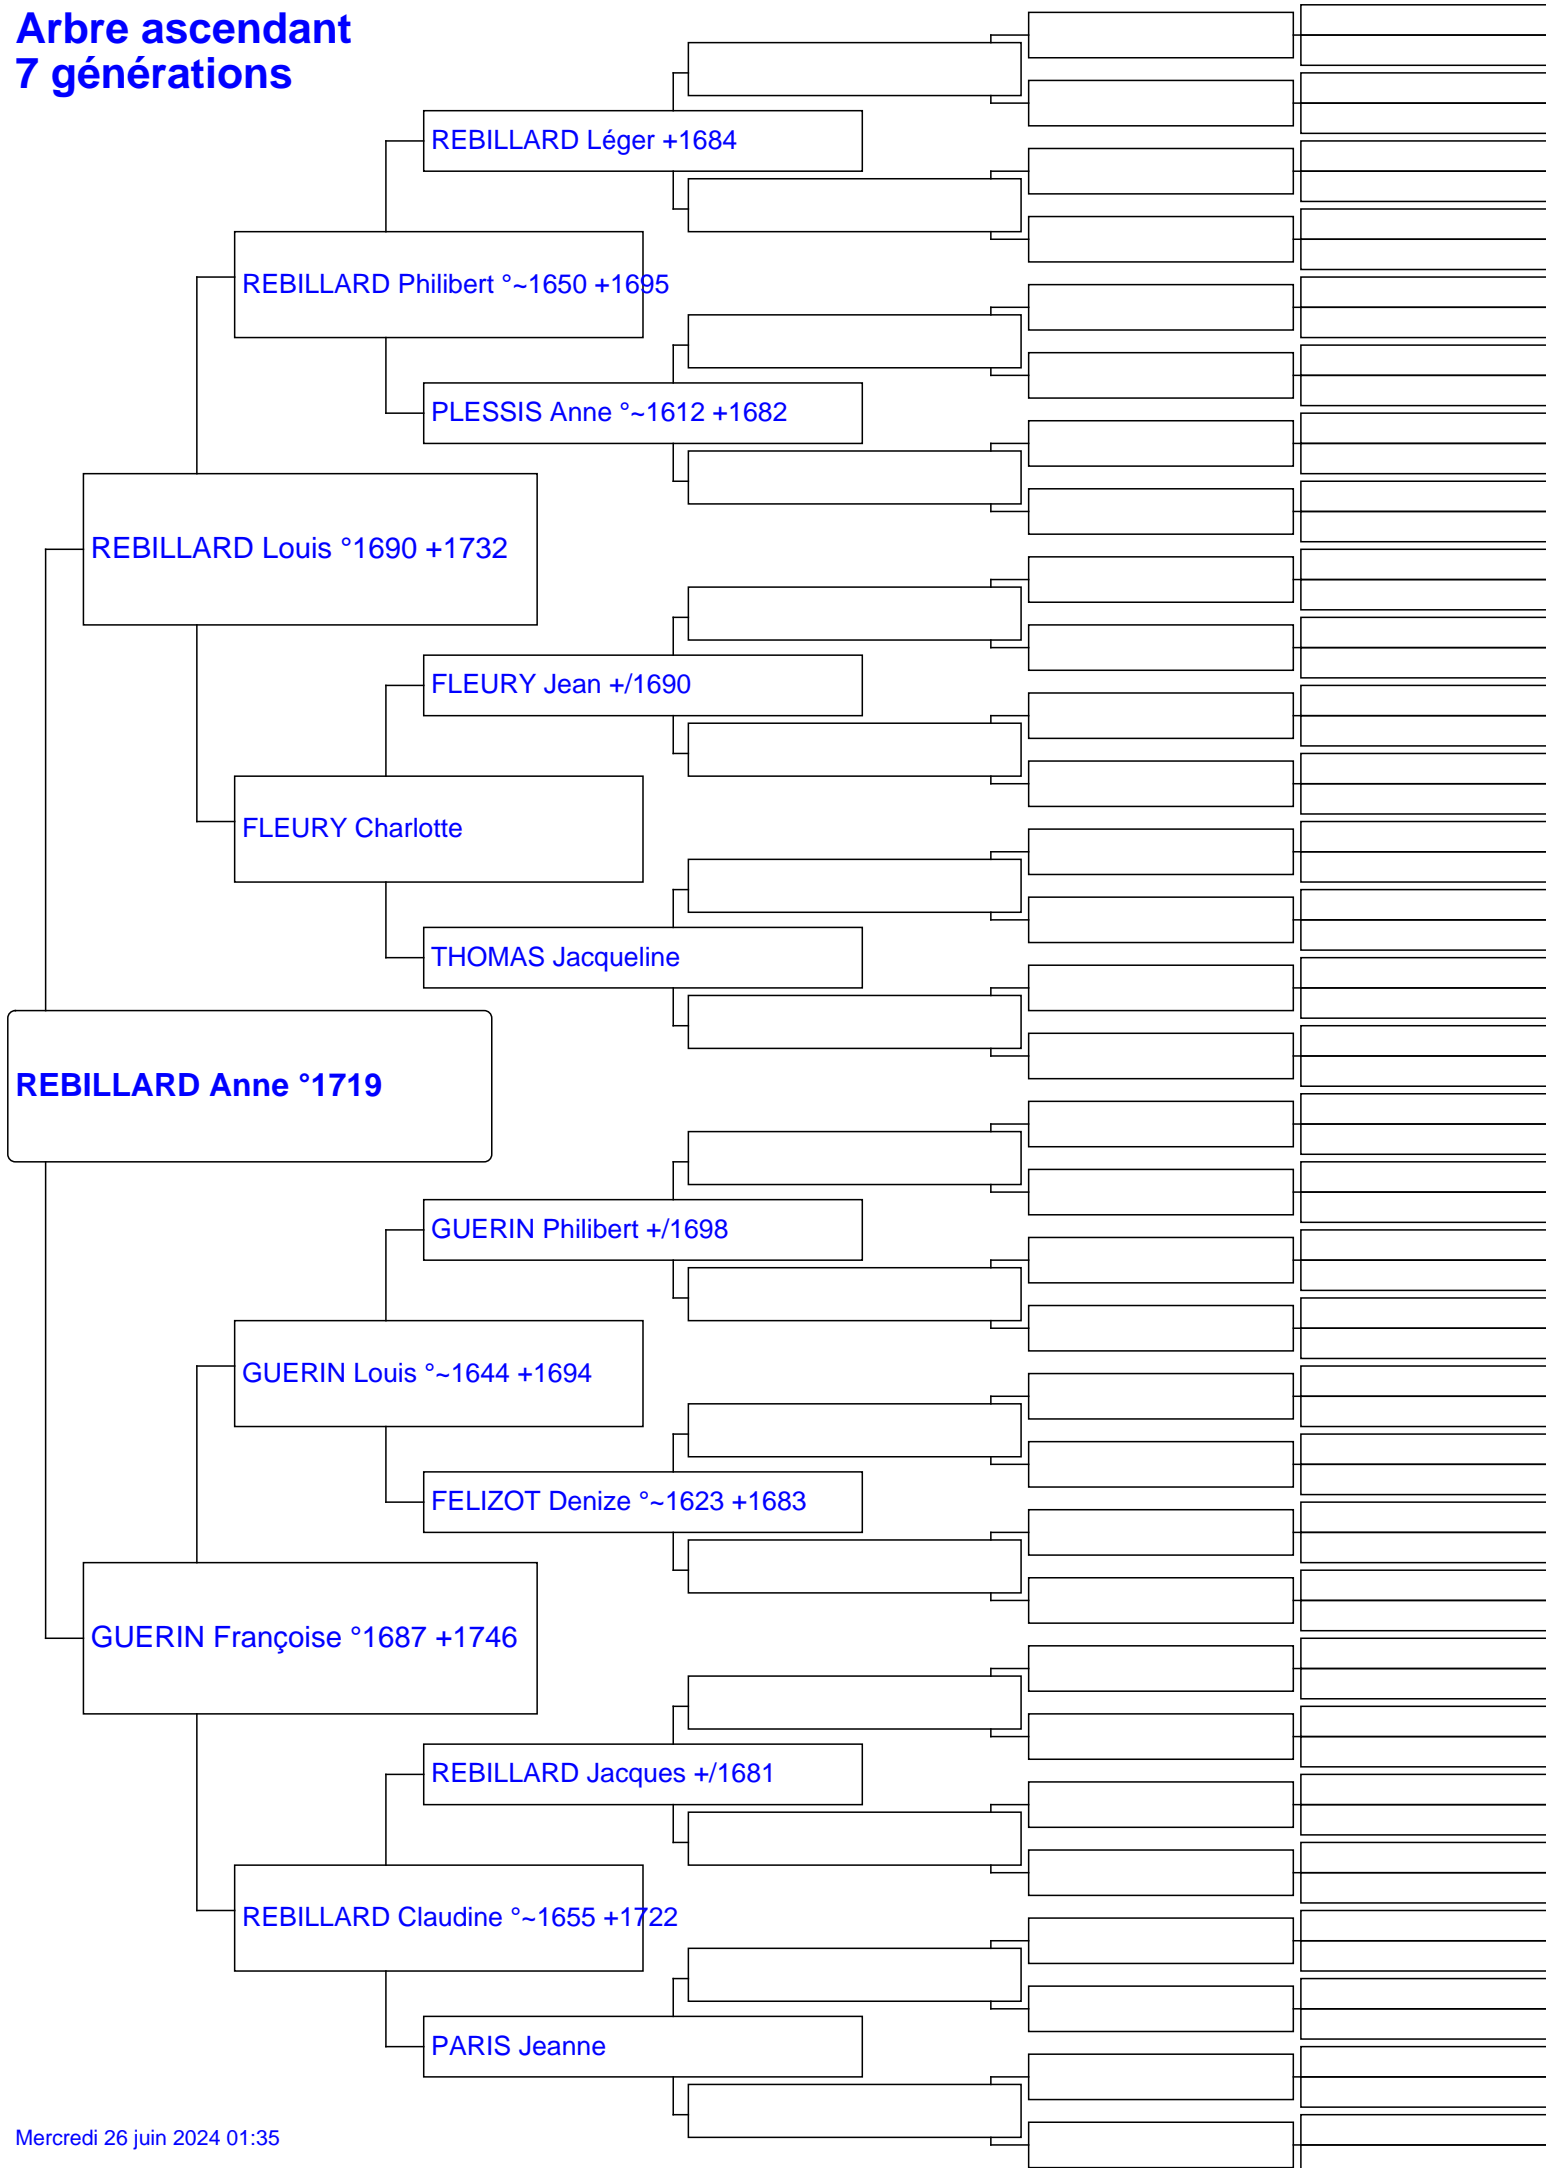 Arbre ascendant
7 générations
REBILLARD Léger +1684
REBILLARD Philibert °~1650 +1695
PLESSIS Anne °~1612 +1682
REBILLARD Louis °1690 +1732
FLEURY Jean +/1690
FLEURY Charlotte
THOMAS Jacqueline
REBILLARD Anne °1719
GUERIN Philibert +/1698
GUERIN Louis °~1644 +1694
FELIZOT Denize °~1623 +1683
GUERIN Françoise °1687 +1746
REBILLARD Jacques +/1681
REBILLARD Claudine °~1655 +1722
PARIS Jeanne
Mercredi 26 juin 2024 01:35